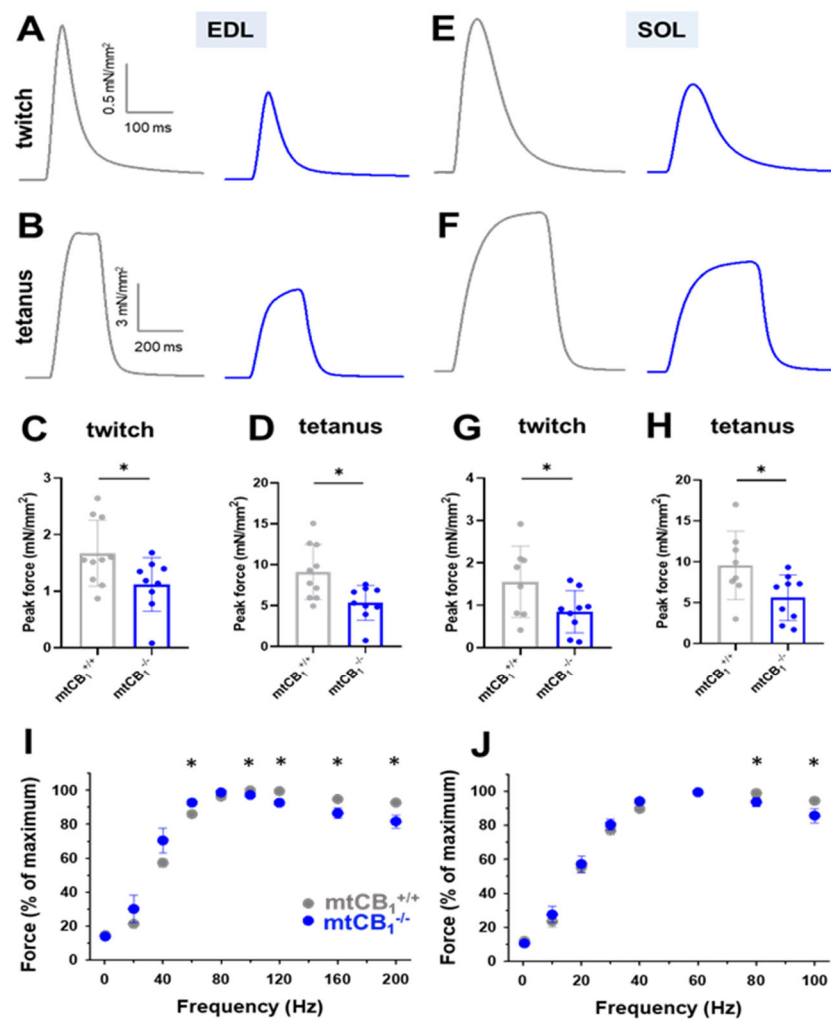 A EDL E SOL
twitch
0.5 mN/mm²
100 ms
B F
tetanus
3 mN/mm²
200 ms
C twitch D tetanus G twitch H tetanus
Peak force (mN/mm²)
3
2
1
0
*
mtCB₁⁺/⁺
mtCB₁⁻/⁻
Peak force (mN/mm²)
20
15
10
5
0
*
mtCB₁⁺/⁺
mtCB₁⁻/⁻
Peak force (mN/mm²)
4
3
2
1
0
*
mtCB₁⁺/⁺
mtCB₁⁻/⁻
Peak force (mN/mm²)
20
15
10
5
0
*
mtCB₁⁺/⁺
mtCB₁⁻/⁻
I
* * * * *
Force (% of maximum)
100
80
60
40
20
0
mtCB₁⁺/⁺
mtCB₁⁻/⁻
0 40 80 120 160 200
Frequency (Hz)
J
* *
Force (% of maximum)
100
80
60
40
20
0
0 20 40 60 80 100
Frequency (Hz)